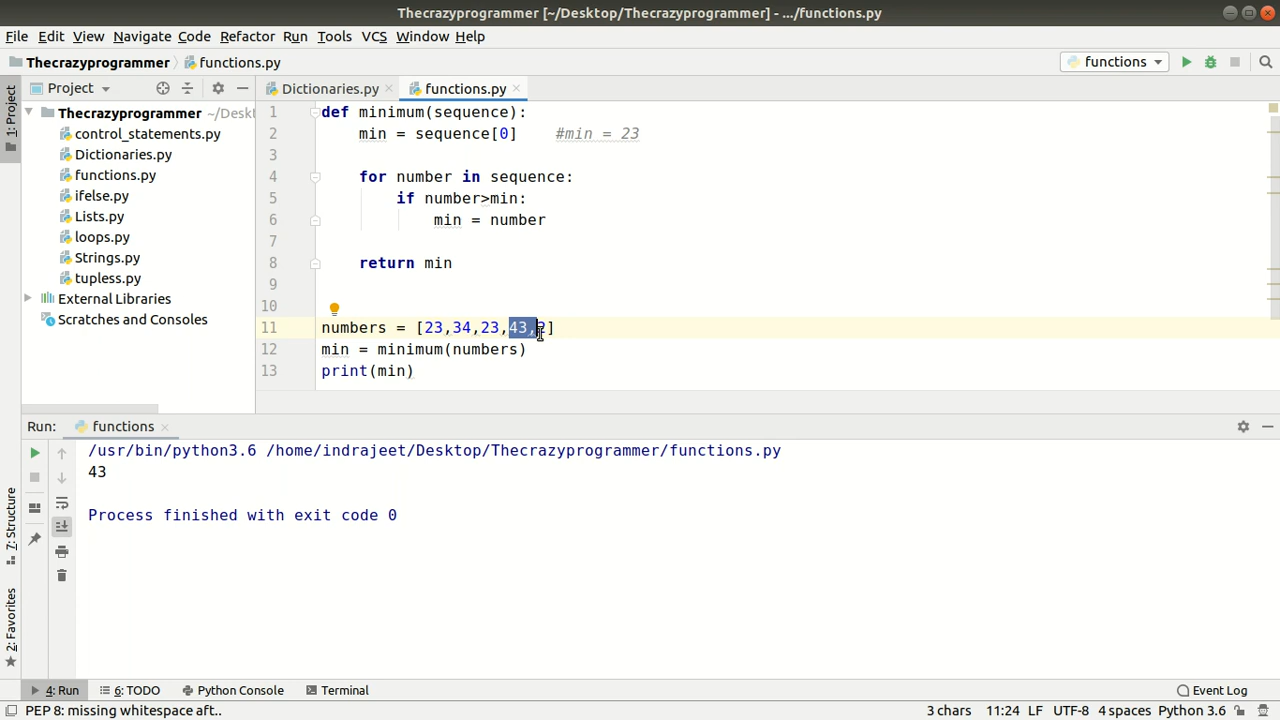 Thecrazyprogrammer [~/Desktop/Thecrazyprogrammer] - .../functions.py
File Edit View Navigate Code Refactor Run Tools VCS Window Help
Thecrazyprogrammer functions.py functions
1: Project
Project
Dictionaries.py functions.py
Thecrazyprogrammer ~/Desk
control_statements.py
Dictionaries.py
functions.py
ifelse.py
Lists.py
loops.py
Strings.py
tupless.py
External Libraries
Scratches and Consoles
1 def minimum(sequence):
2 min = sequence[0] #min = 23
3
4 for number in sequence:
5 if number>min:
6 min = number
7
8 return min
9
10
11 numbers = [23,34,23,43,2]
12 min = minimum(numbers)
13 print(min)
Run: functions
/usr/bin/python3.6 /home/indrajeet/Desktop/Thecrazyprogrammer/functions.py
43
Process finished with exit code 0
7: Structure
2: Favorites
4: Run 6: TODO Python Console Terminal Event Log
PEP 8: missing whitespace aft.. 3 chars 11:24 LF UTF-8 4 spaces Python 3.6